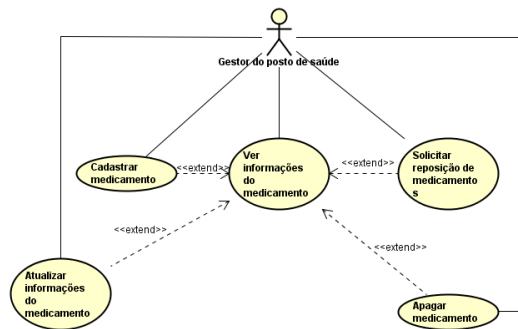 Gestor do posto de saúde
Cadastrar
medicamento
<<extend>>
Ver
informações
do
medicamento
<<extend>>
Solicitar
reposição de
medicamento
s
<<extend>>
<<extend>>
Atualizar
informações
do
medicamento
Apagar
medicamento